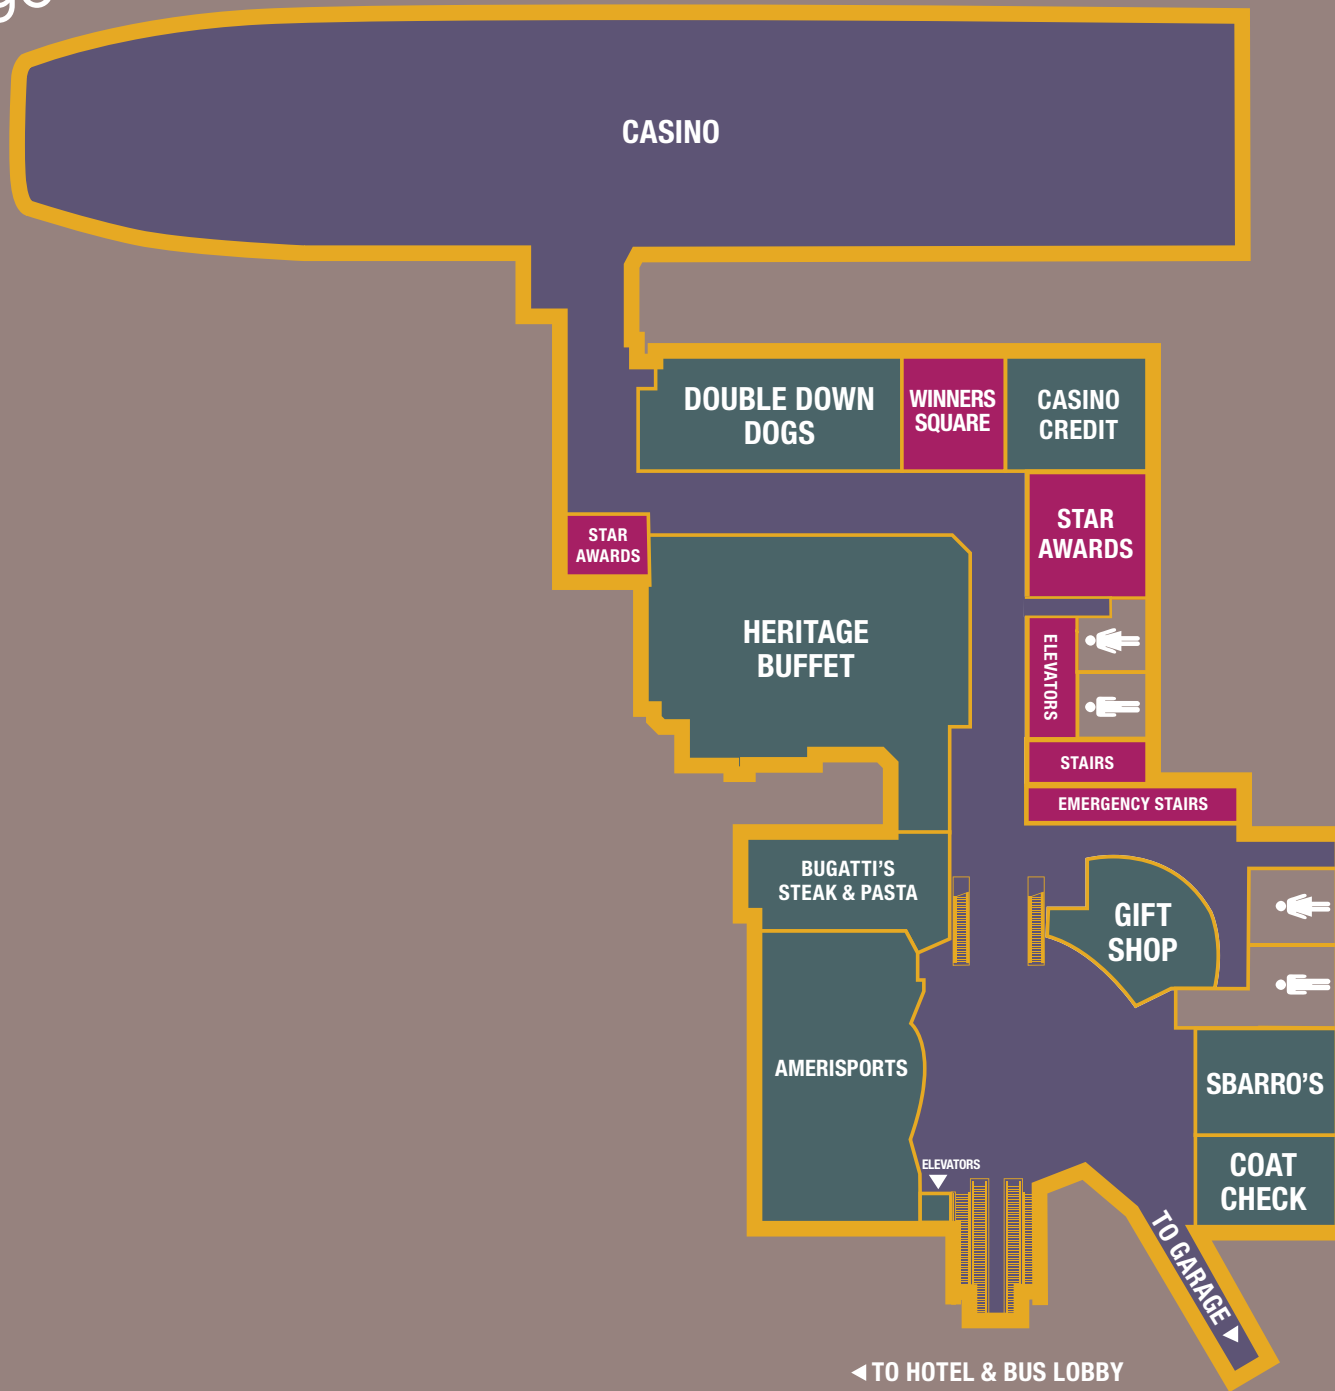 CASINO
DOUBLE DOWN
DOGS
WINNERS
SQUARE
CASINO
CREDIT
STAR
AWARDS
STAR
AWARDS
HERITAGE
BUFFET
ELEVATORS
STAIRS
EMERGENCY STAIRS
BUGATTI'S
STEAK & PASTA
GIFT
SHOP
AMERISPORTS
SBARRO'S
COAT
CHECK
ELEVATORS
TO GARAGE
TO HOTEL & BUS LOBBY